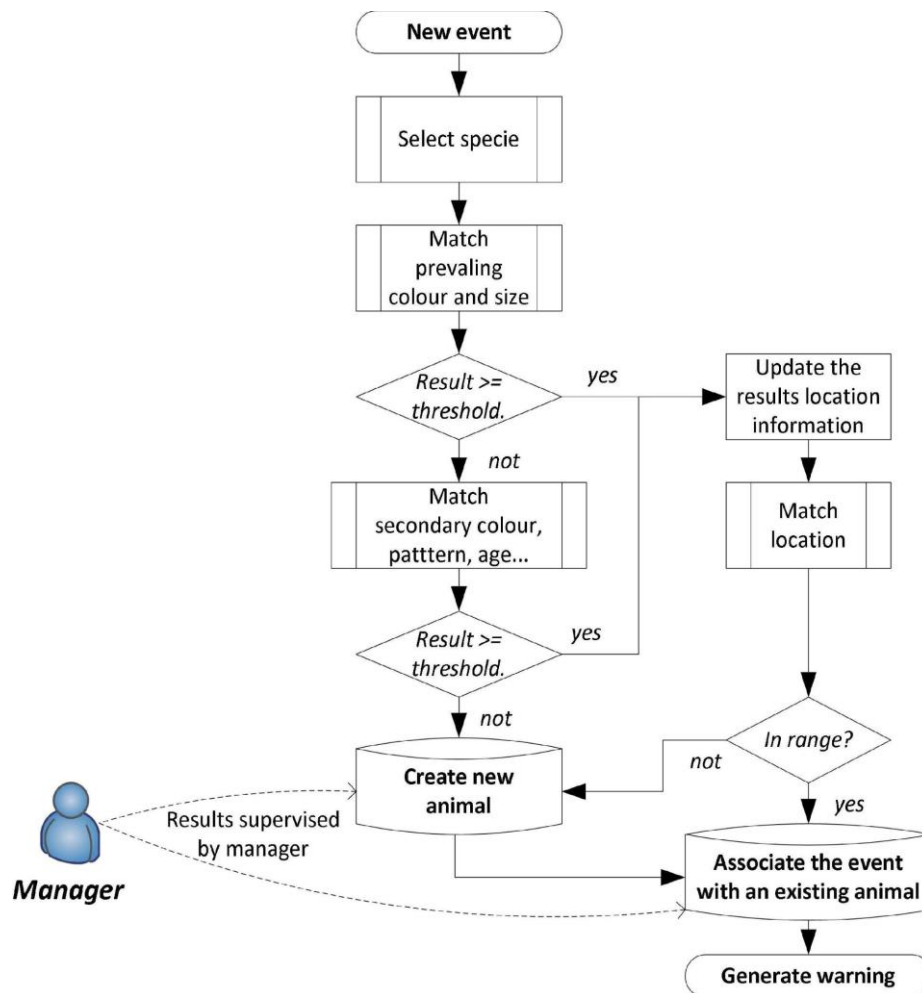 New event
Select specie
Match
prevaling
colour and size
Result >=
threshold.
yes
not
Update the
results location
information
Match
secondary colour,
patttern, age...
Match
location
Result >=
threshold.
yes
not
In range?
not
yes
Create new
animal
Results supervised
by manager
Manager
Associate the event
with an existing animal
Generate warning